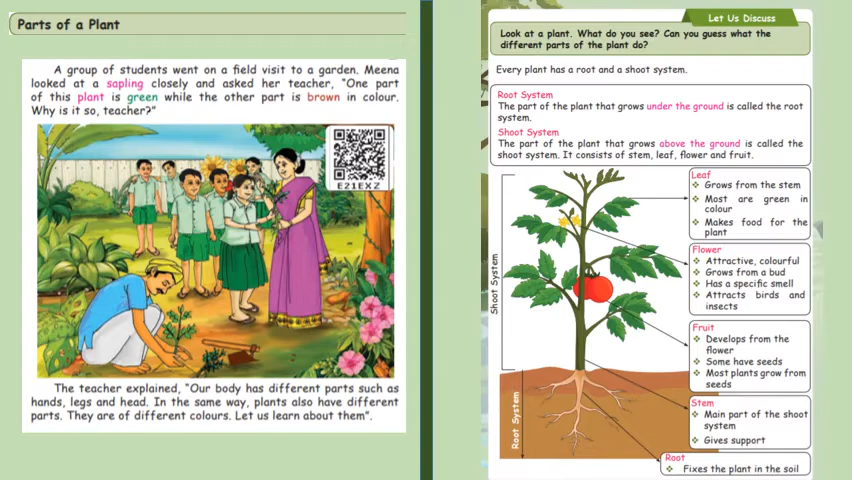 Parts of a Plant
A group of students went on a field visit to a garden. Meena
looked at a sapling closely and asked her teacher, "One part
of this plant is green while the other part is brown in colour.
Why is it so, teacher?"
E21EXZ
The teacher explained, "Our body has different parts such as
hands, legs and head. In the same way, plants also have different
parts. They are of different colours. Let us learn about them".
Let Us Discuss
Look at a plant. What do you see? Can you guess what the
different parts of the plant do?
Every plant has a root and a shoot system.
Root System
The part of the plant that grows under the ground is called the root
system.
Shoot System
The part of the plant that grows above the ground is called the
shoot system. It consists of stem, leaf, flower and fruit.
Shoot System
Root System
Leaf
❖ Grows from the stem
❖ Most are green in
colour
❖ Makes food for the
plant
Flower
❖ Attractive, colourful
❖ Grows from a bud
❖ Has a specific smell
❖ Attracts birds and
insects
Fruit
❖ Develops from the
flower
❖ Some have seeds
❖ Most plants grow from
seeds
Stem
❖ Main part of the shoot
system
❖ Gives support
Root
❖ Fixes the plant in the soil